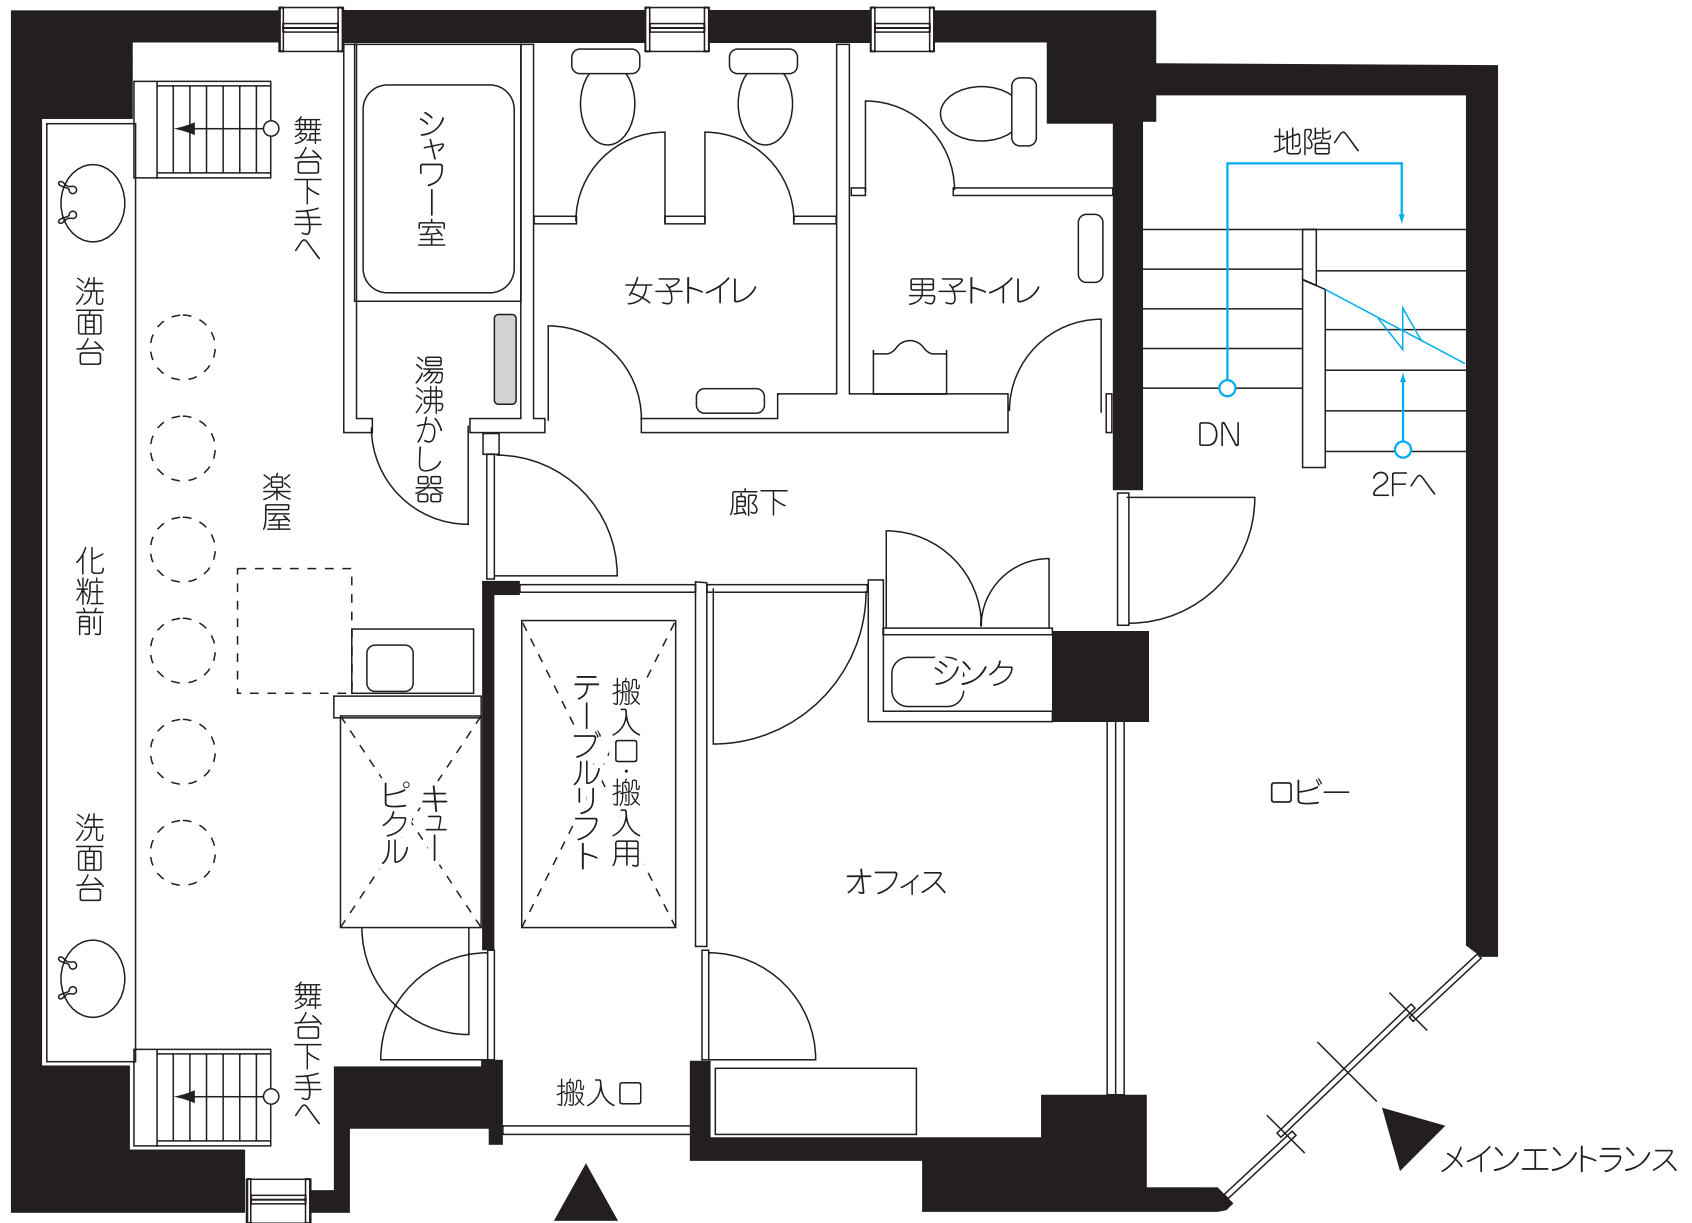 地階へ
舞台下手へ
シャワー室
女子トイレ
男子トイレ
洗面台
湯沸かし器
DN
2Fへ
楽屋
廊下
化粧前
シンク
搬入口・搬入用
テーブルリフト
キュー
ピクル
ロビー
洗面台
オフィス
舞台下手へ
搬入口
メインエントランス